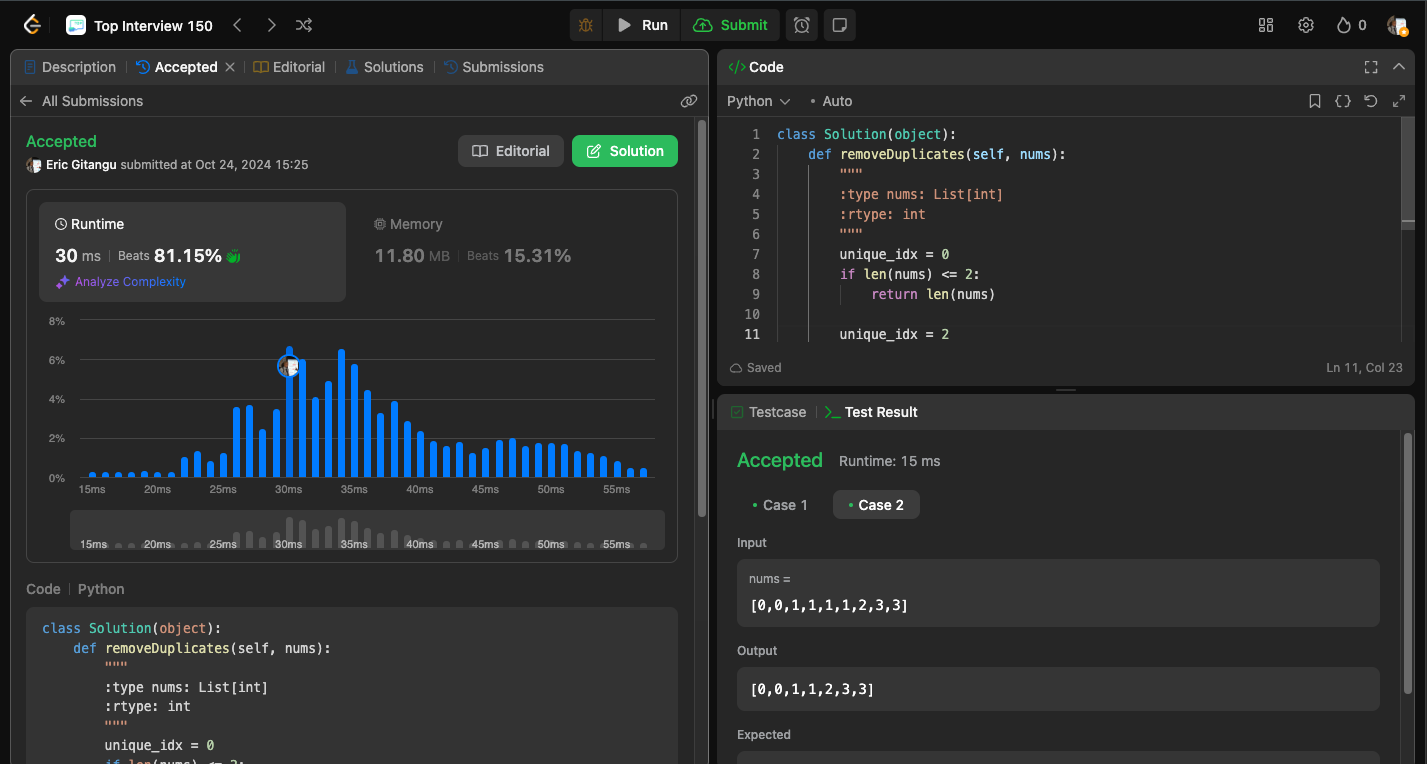 Top Interview 150
Run
Submit
0
Description
Accepted
Editorial
Solutions
Submissions
All Submissions
Accepted
Eric Gitangu submitted at Oct 24, 2024 15:25
Editorial
Solution
Runtime
30 ms
Beats 81.15%
Analyze Complexity
Memory
11.80 MB
Beats 15.31%
8%
6%
4%
2%
0%
15ms 20ms 25ms 30ms 35ms 40ms 45ms 50ms 55ms
15ms 20ms 25ms 30ms 35ms 40ms 45ms 50ms 55ms
Code
Python
class Solution(object):
    def removeDuplicates(self, nums):
        """
        :type nums: List[int]
        :rtype: int
        """
        unique_idx = 0
        if len(nums) <= 2:
</> Code
Python
• Auto
1 class Solution(object):
2     def removeDuplicates(self, nums):
3         """
4         :type nums: List[int]
5         :rtype: int
6         """
7         unique_idx = 0
8         if len(nums) <= 2:
9             return len(nums)
10
11         unique_idx = 2
Saved
Ln 11, Col 23
Testcase
>_ Test Result
Accepted
Runtime: 15 ms
• Case 1
• Case 2
Input
nums =
[0,0,1,1,1,1,2,3,3]
Output
[0,0,1,1,2,3,3]
Expected